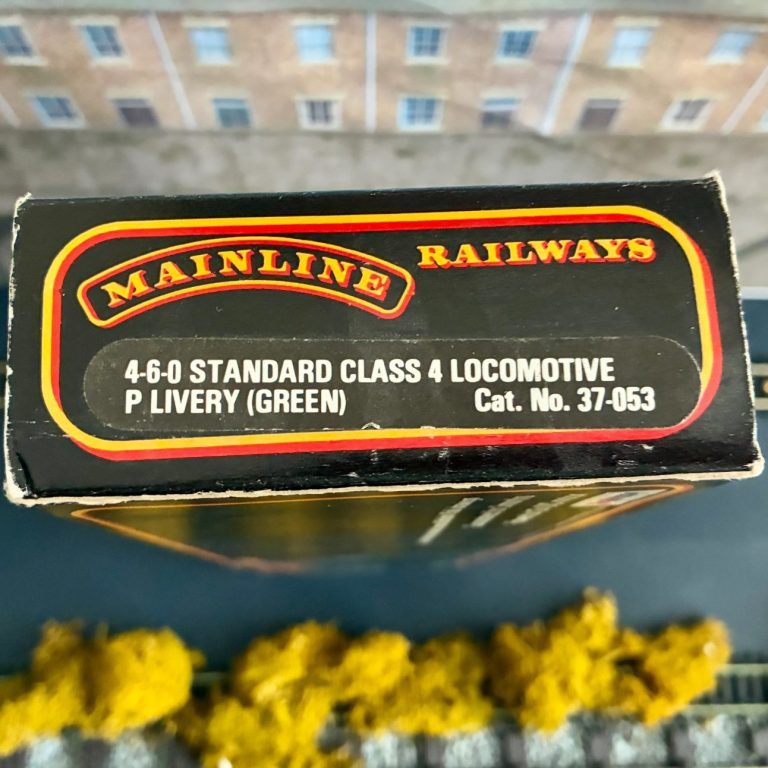 MAINLINE RAILWAYS
4-6-0 STANDARD CLASS 4 LOCOMOTIVE
P LIVERY (GREEN) Cat. No. 37-053